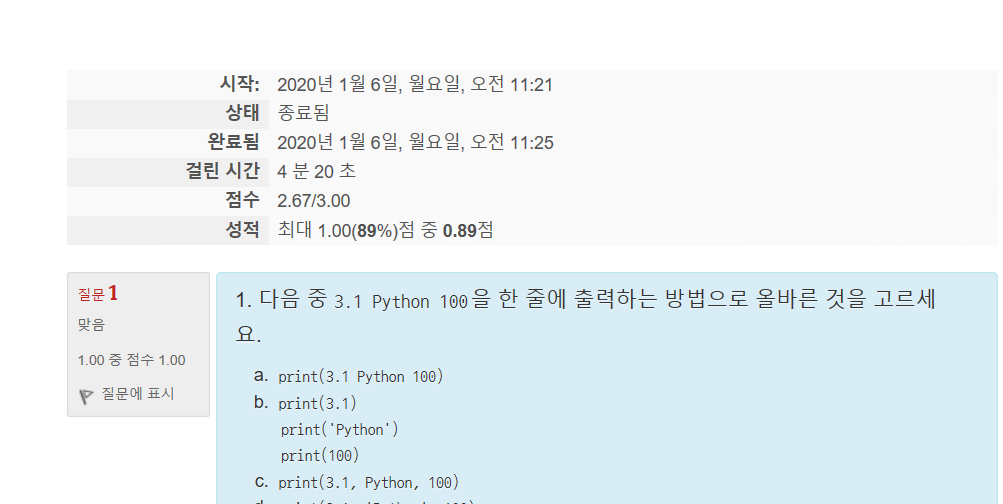 시작: 2020년 1월 6일, 월요일, 오전 11:21
상태 종료됨
완료됨 2020년 1월 6일, 월요일, 오전 11:25
걸린 시간 4 분 20 초
점수 2.67/3.00
성적 최대 1.00(89%)점 중 0.89점
질문 1
맞음
1.00 중 점수 1.00
질문에 표시
1. 다음 중 3.1 Python 100을 한 줄에 출력하는 방법으로 올바른 것을 고르세
요.
a. print(3.1 Python 100)
b. print(3.1)
print('Python')
print(100)
c. print(3.1, Python, 100)